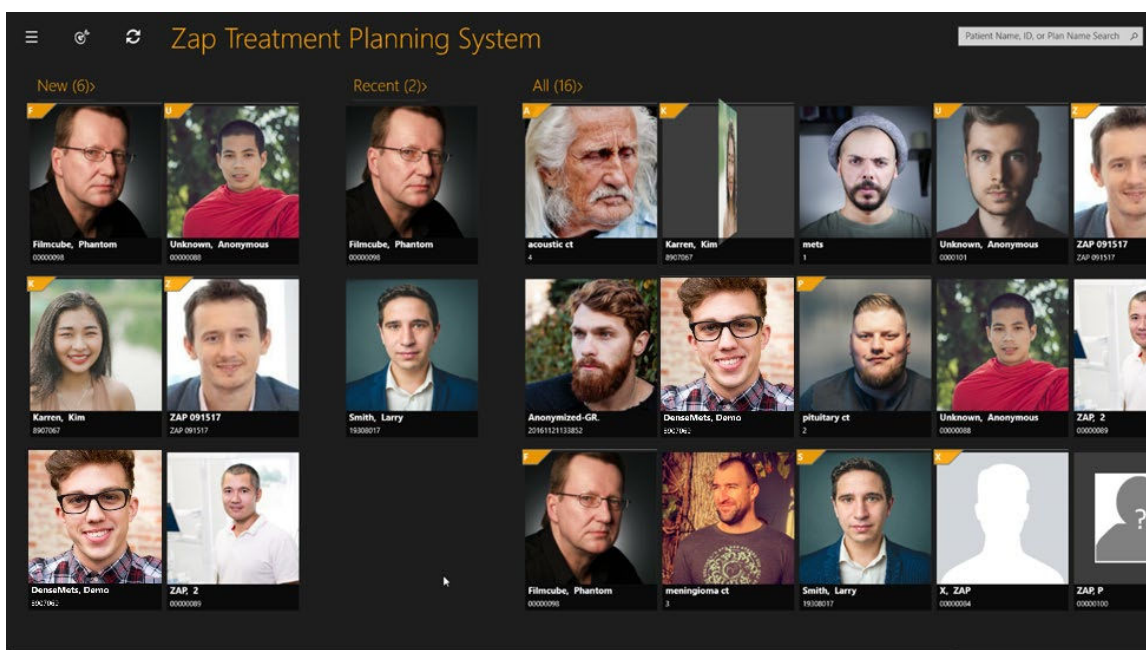 Zap Treatment Planning System
Patient Name, ID, or Plan Name Search
New (6)>
F
Filmcube, Phantom
00000098
U
Unknown, Anonymous
00000088
K
Karren, Kim
8907067
Z
ZAP 091517
ZAP 091517
DenseMets, Demo
ZAP, 2
00000089
Recent (2)>
Filmcube, Phantom
00000098
Smith, Larry
19308017
All (16)>
A
acoustic ct
4
K
Karren, Kim
8907067
mets
1
U
Unknown, Anonymous
0000101
Z
ZAP 091517
ZAP 091517
Anonymized-GR.
20161121133852
DenseMets, Demo
P
pituitary ct
2
Unknown, Anonymous
00000088
ZAP, 2
00000089
F
Filmcube, Phantom
00000098
meningioma ct
3
S
Smith, Larry
19308017
X
X, ZAP
00000084
?
ZAP, P
00000100